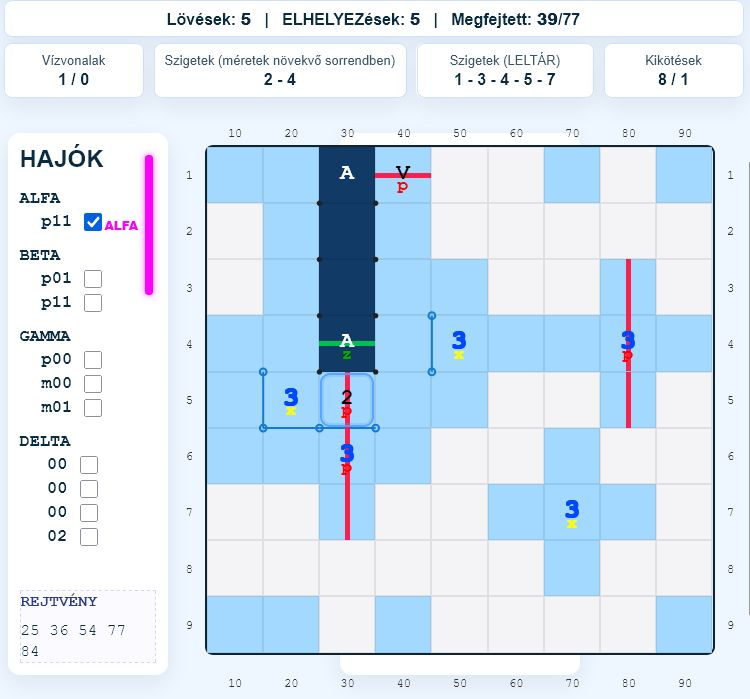 Lövések: 5 | ELHELYEZések: 5 | Megfejtett: 39/77
Vízvonalak
1 / 0
Szigetek (méretek növekvő sorrendben)
2 - 4
Szigetek (LELTÁR)
1 - 3 - 4 - 5 - 7
Kikötések
8 / 1
HAJÓK
ALFA
p11 ALFA
BETA
p01
p11
GAMMA
p00
m00
m01
DELTA
00
00
00
02
REJTVÉNY
25 36 54 77
84
10 20 30 40 50 60 70 80 90
1 A V 1
p
2 2
3 3
4 A 3 3 4
z x p
5 3 2 5
x p
6 3 6
p
7 3 7
x
8 8
9 9
10 20 30 40 50 60 70 80 90